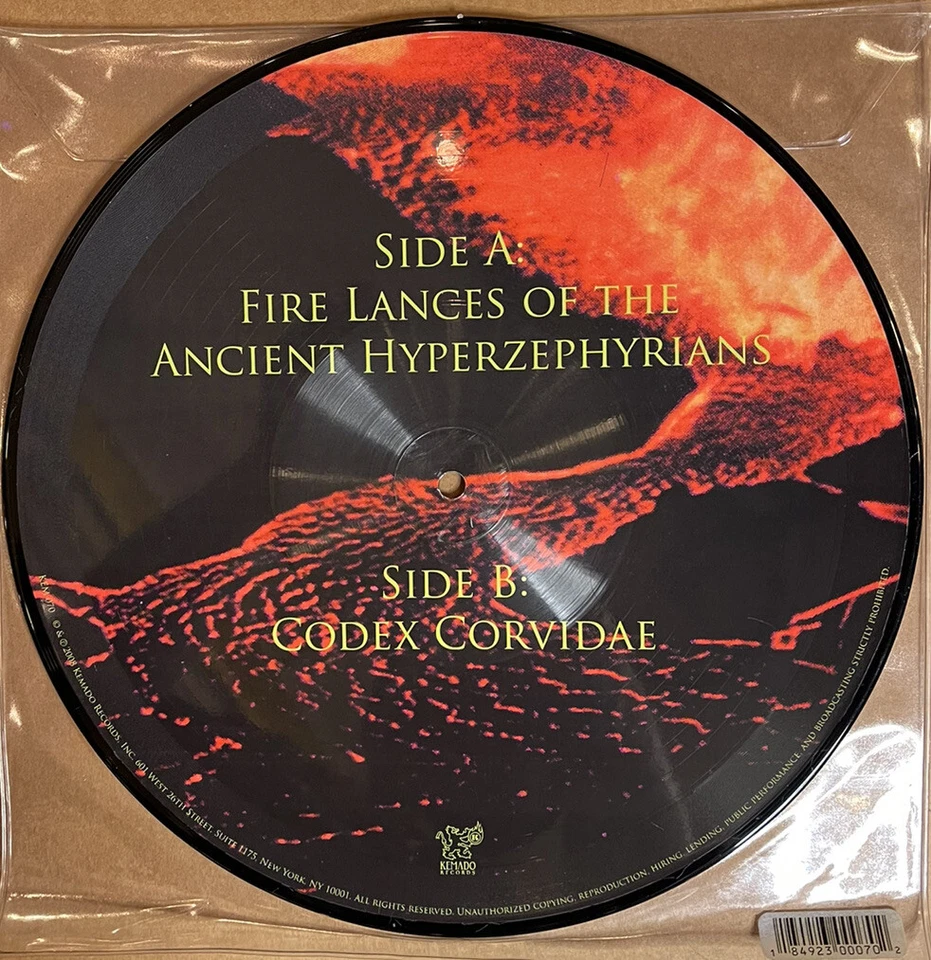 SIDE A:
FIRE LANCES OF THE
ANCIENT HYPERZEPHYRIANS
SIDE B:
CODEX CORVIDAE
KEM 070 © & ℗ 2008 KEMADO RECORDS, INC. 601 WEST 26TH STREET, SUITE 1175, NEW YORK, NY 10001. ALL RIGHTS RESERVED. UNAUTHORIZED COPYING, REPRODUCTION, HIRING, LENDING, PUBLIC PERFORMANCE AND BROADCASTING STRICTLY PROHIBITED.
KEMADO
RECORDS
1 84923 00070 2